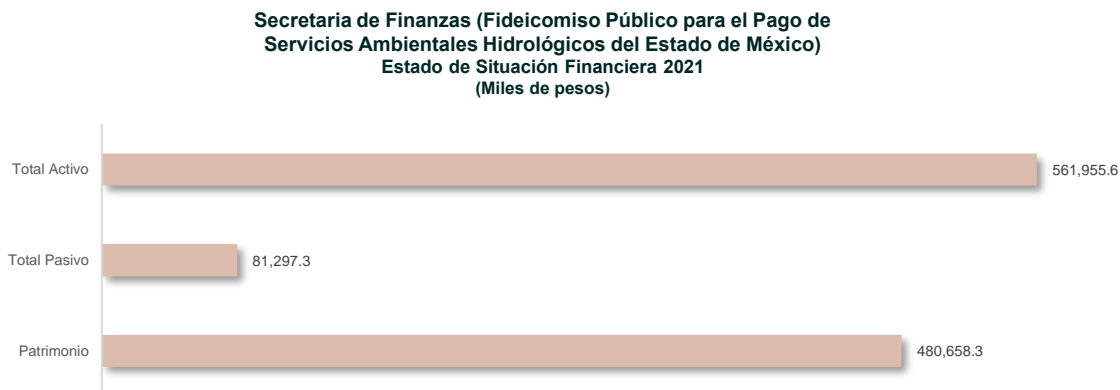 Secretaria de Finanzas (Fideicomiso Público para el Pago de
Servicios Ambientales Hidrológicos del Estado de México)
Estado de Situación Financiera 2021
(Miles de pesos)
Total Activo 561,955.6
Total Pasivo 81,297.3
Patrimonio 480,658.3